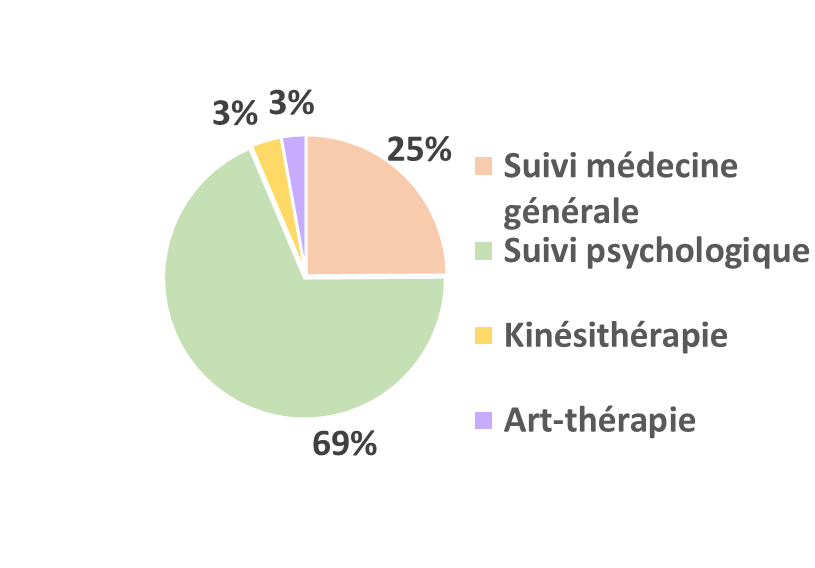 3%
3%
25%
69%
Suivi médecine
générale
Suivi psychologique
Kinésithérapie
Art-thérapie